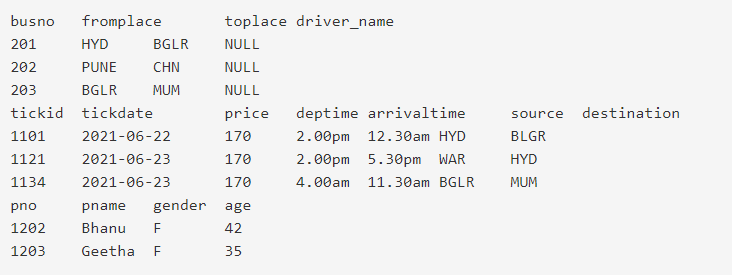 busno fromplace toplace driver_name
201 HYD BGLR NULL
202 PUNE CHN NULL
203 BGLR MUM NULL
tickid tickdate price deptime arrivaltime source destination
1101 2021-06-22 170 2.00pm 12.30am HYD BLGR
1121 2021-06-23 170 2.00pm 5.30pm WAR HYD
1134 2021-06-23 170 4.00am 11.30am BGLR MUM
pno pname gender age
1202 Bhanu F 42
1203 Geetha F 35